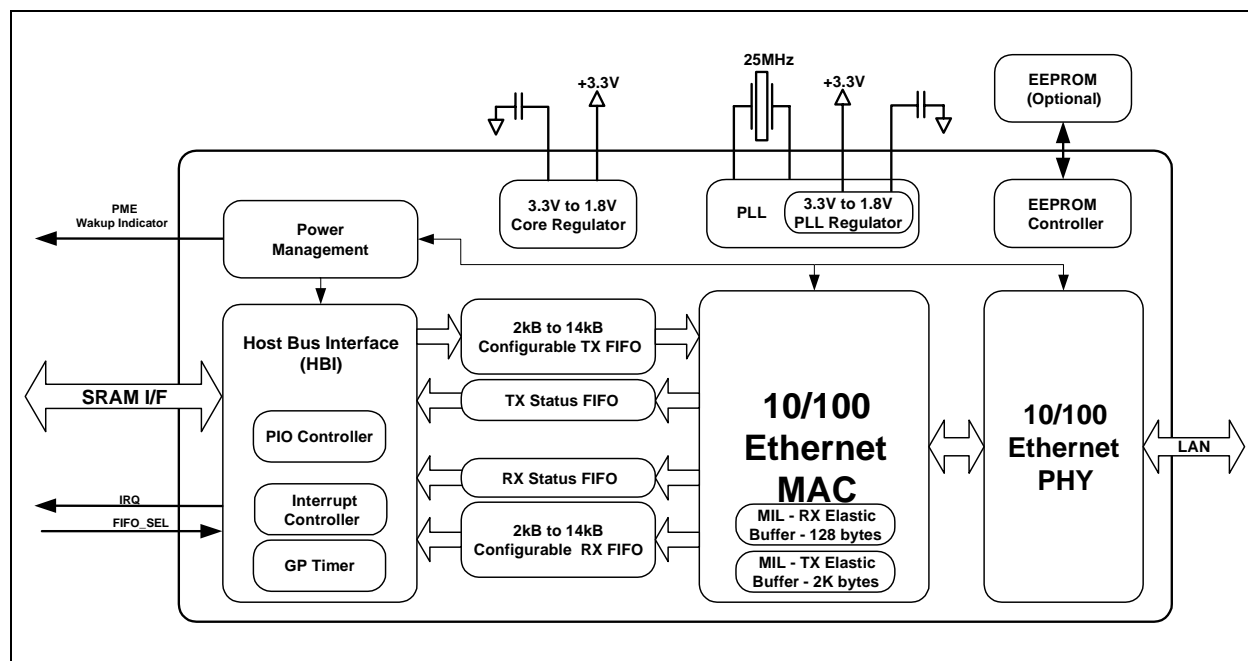 25MHz
+3.3V
+3.3V
EEPROM
(Optional)
3.3V to 1.8V
Core Regulator
PLL
3.3V to 1.8V
PLL Regulator
EEPROM
Controller
PME
Wakup Indicator
Power
Management
Host Bus Interface
(HBI)
2kB to 14kB
Configurable TX FIFO
SRAM I/F
TX Status FIFO
PIO Controller
10/100
Ethernet
MAC
10/100
Ethernet
PHY
LAN
RX Status FIFO
IRQ
FIFO_SEL
Interrupt
Controller
2kB to 14kB
Configurable RX FIFO
GP Timer
MIL - RX Elastic
Buffer - 128 bytes
MIL - TX Elastic
Buffer - 2K bytes